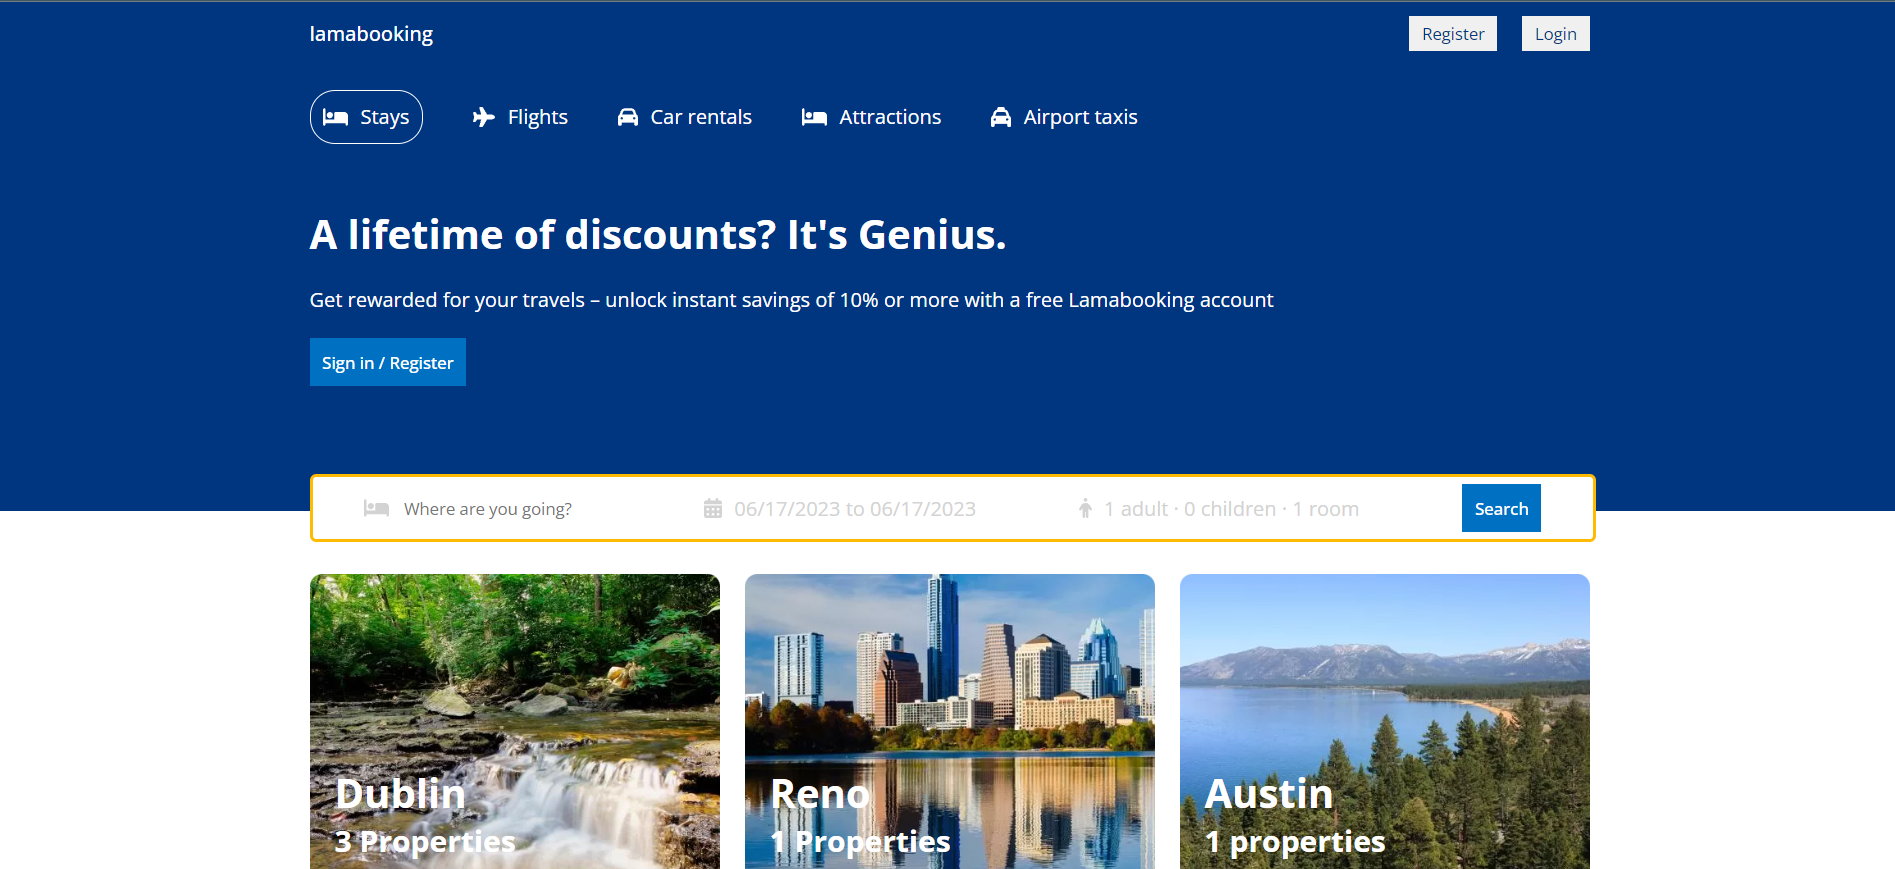 lamabooking
Register
Login
Stays
Flights
Car rentals
Attractions
Airport taxis
A lifetime of discounts? It's Genius.
Get rewarded for your travels – unlock instant savings of 10% or more with a free Lamabooking account
Sign in / Register
Where are you going?
06/17/2023 to 06/17/2023
1 adult · 0 children · 1 room
Search
Dublin
3 Properties
Reno
1 Properties
Austin
1 properties